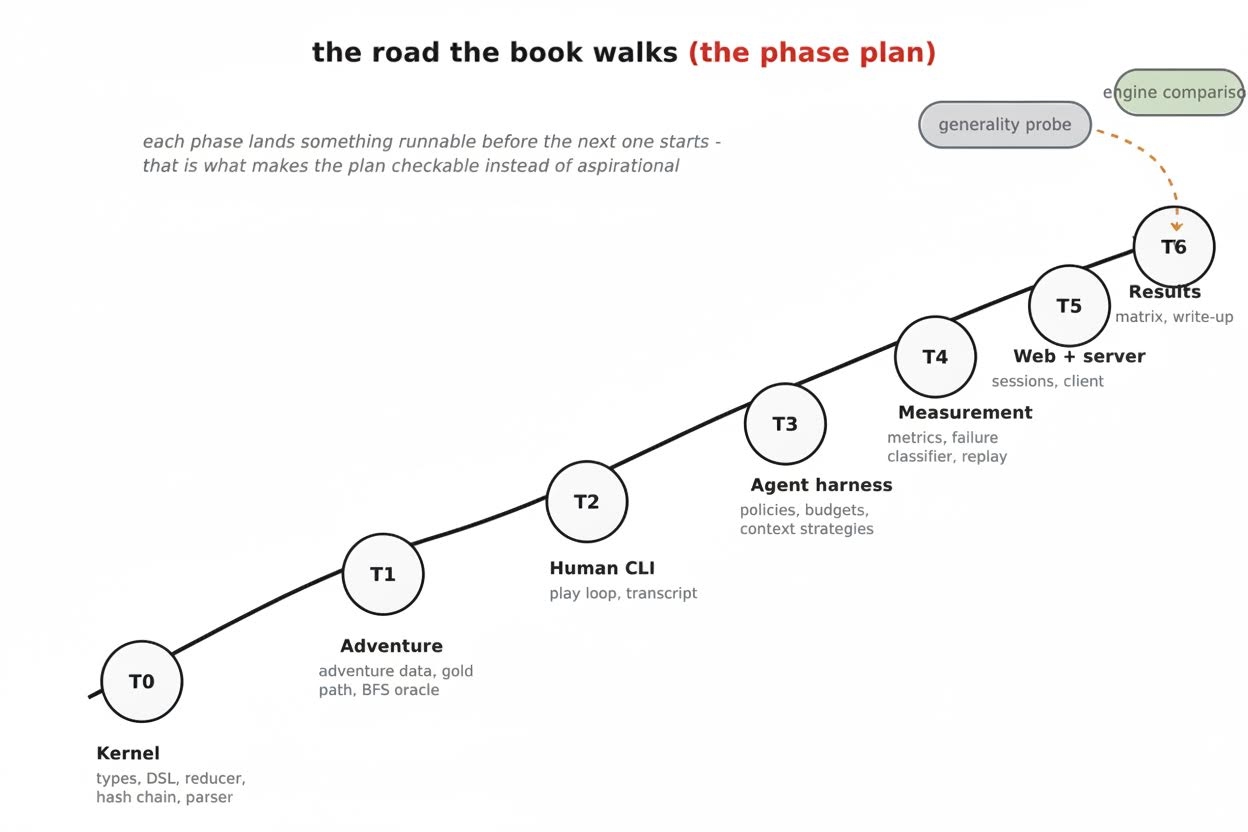 the road the book walks (the phase plan)
engine compariso
generality probe
each phase lands something runnable before the next one starts -
that is what makes the plan checkable instead of aspirational
T6
Results
matrix, write-up
T5
Web + server
sessions, client
T4
Measurement
metrics, failure
classifier, replay
T3
Agent harness
policies, budgets,
context strategies
T2
Human CLI
play loop, transcript
T1
Adventure
adventure data, gold
path, BFS oracle
T0
Kernel
types, DSL, reducer,
hash chain, parser